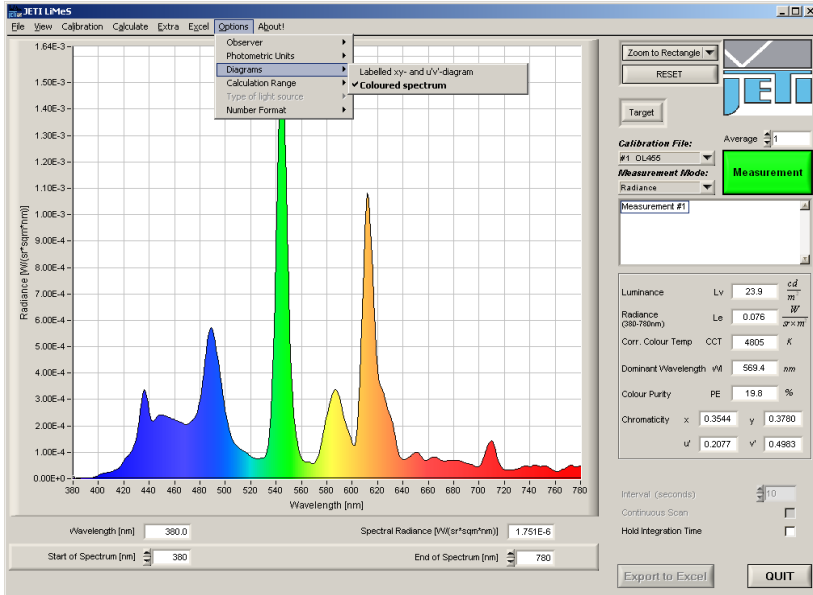 JETI LiMeS
File View Calibration Calculate Extra Excel Options About!
Observer
Photometric Units
Diagrams
Calculation Range
Type of light source
Number Format
Labelled xy- and u'v'-diagram
Coloured spectrum
1.64E-3
1.50E-3
1.40E-3
1.30E-3
1.20E-3
1.10E-3
1.00E-3
9.00E-4
8.00E-4
7.00E-4
6.00E-4
5.00E-4
4.00E-4
3.00E-4
2.00E-4
1.00E-4
0.00E+0
Radiance [W/(sr*sqm*nm)]
380 400 420 440 460 480 500 520 540 560 580 600 620 640 660 680 700 720 740 760 780
Wavelength [nm]
Wavelength [nm] 380.0 Spectral Radiance [W/(sr*sqm*nm)] 1.751E-6
Start of Spectrum [nm] 380 End of Spectrum [nm] 780
Zoom to Rectangle
RESET
JETI
Target
Calibration File: Average 1
#1 OL455
Measurement Mode:
Radiance
Measurement
Measurement #1
Luminance Lv 23.9 cd
m
Radiance Le 0.076 W
(380-780nm) sr×m
Corr. Colour Temp CCT 4805 K
Dominant Wavelength WI 569.4 nm
Colour Purity PE 19.8 %
Chromaticity x 0.3544 y 0.3780
u' 0.2077 v' 0.4983
Interval (seconds) 10
Continuous Scan
Hold Integration Time
Export to Excel QUIT